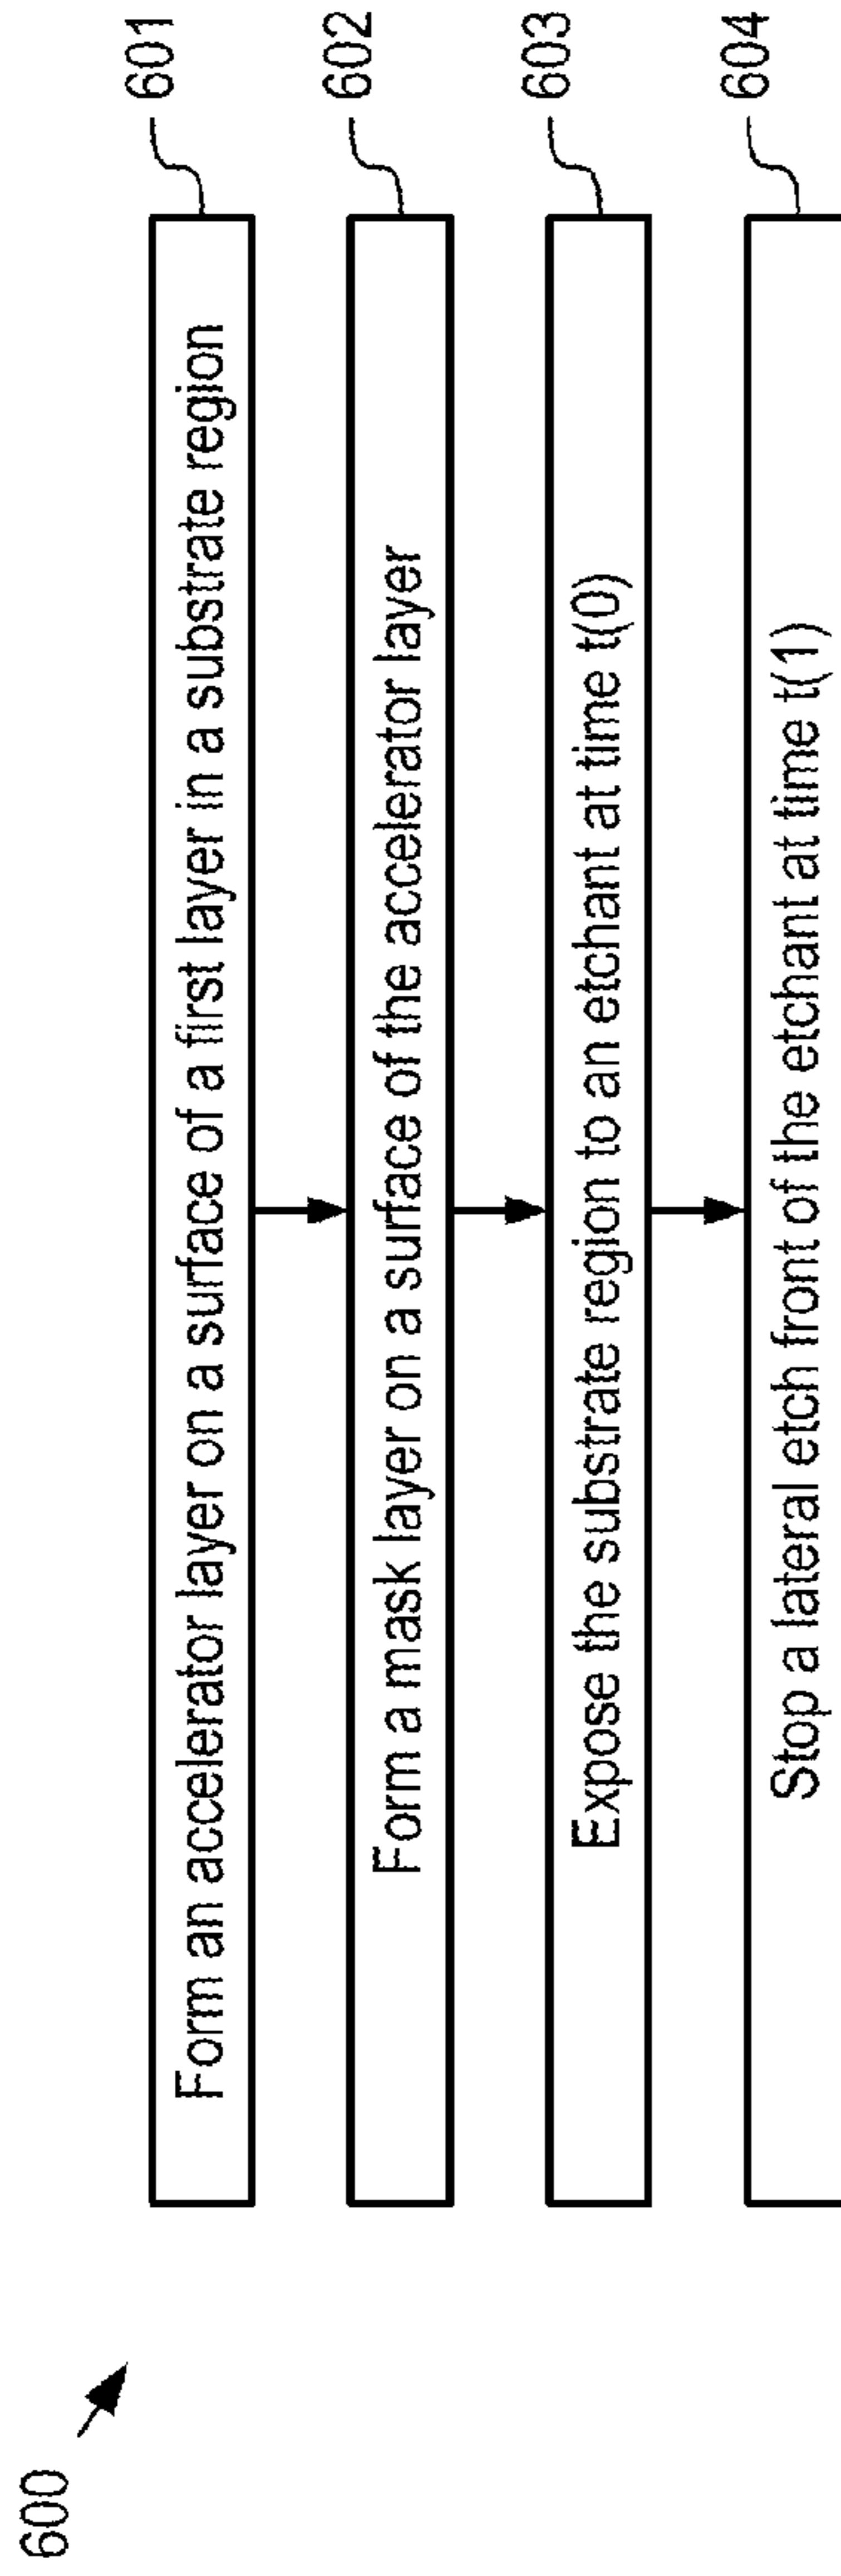 600
Form an accelerator layer on a surface of a first layer in a substrate region
601
Form a mask layer on a surface of the accelerator layer
602
Expose the substrate region to an etchant at time t(0)
603
Stop a lateral etch front of the etchant at time t(1)
604